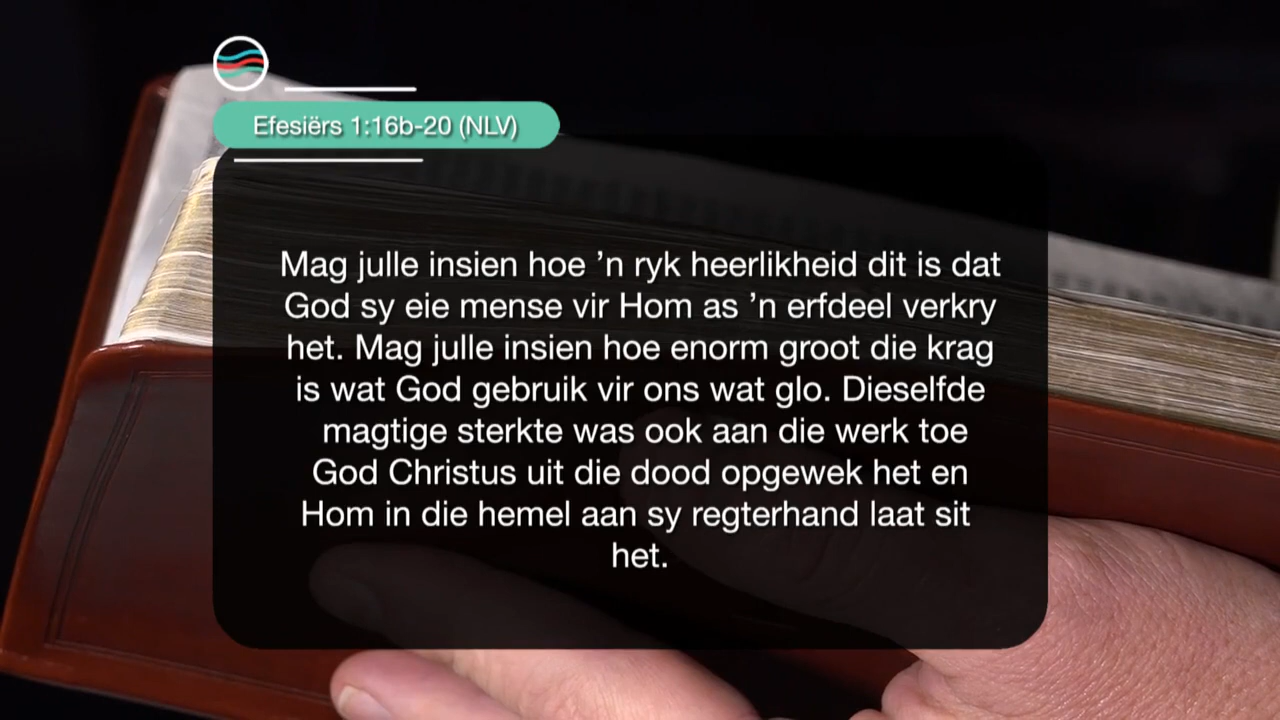 Efesiërs 1:16b-20 (NLV)
Mag julle insien hoe ’n ryk heerlikheid dit is dat
God sy eie mense vir Hom as ’n erfdeel verkry
het. Mag julle insien hoe enorm groot die krag
is wat God gebruik vir ons wat glo. Dieselfde
magtige sterkte was ook aan die werk toe
God Christus uit die dood opgewek het en
Hom in die hemel aan sy regterhand laat sit
het.